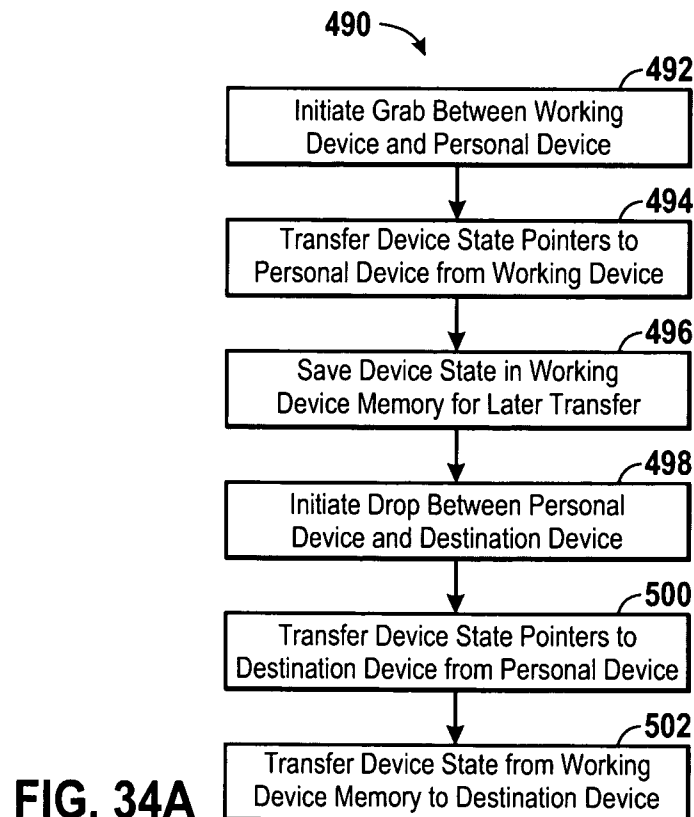 490
492
Initiate Grab Between Working
Device and Personal Device
494
Transfer Device State Pointers to
Personal Device from Working Device
496
Save Device State in Working
Device Memory for Later Transfer
498
Initiate Drop Between Personal
Device and Destination Device
500
Transfer Device State Pointers to
Destination Device from Personal Device
502
Transfer Device State from Working
Device Memory to Destination Device
FIG. 34A